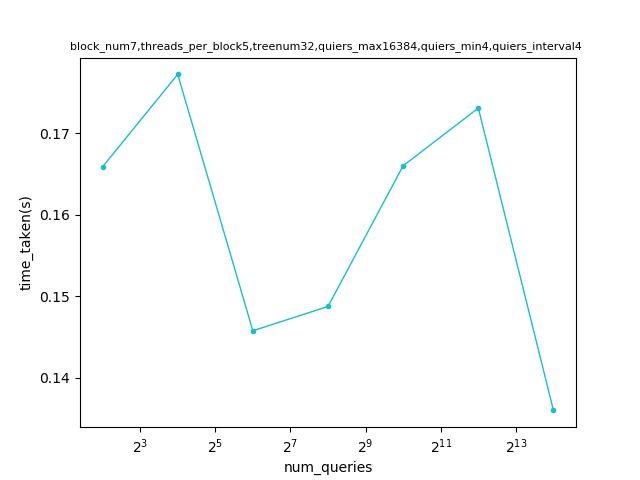 block_num7,threads_per_block5,treenum32,quiers_max16384,quiers_min4,quiers_interval4
0.17
0.16
0.15
0.14
time_taken(s)
2^3 2^5 2^7 2^9 2^11 2^13
num_queries